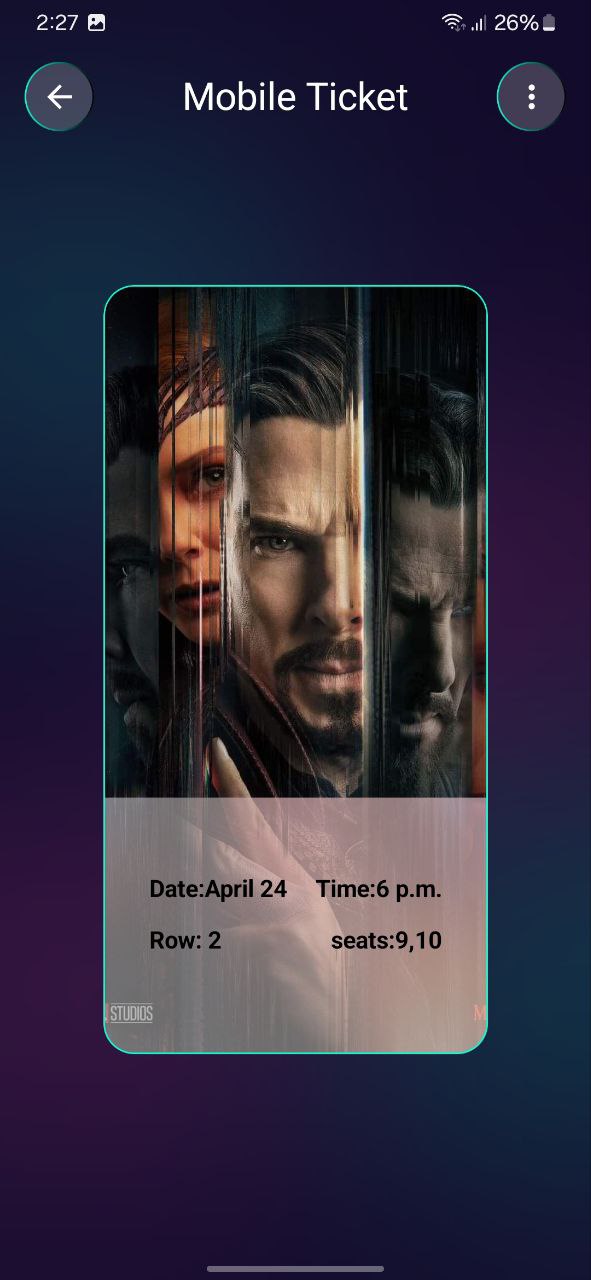 2:27 26%
Mobile Ticket
Date:April 24 Time:6 p.m.
Row: 2 seats:9,10
STUDIOS M